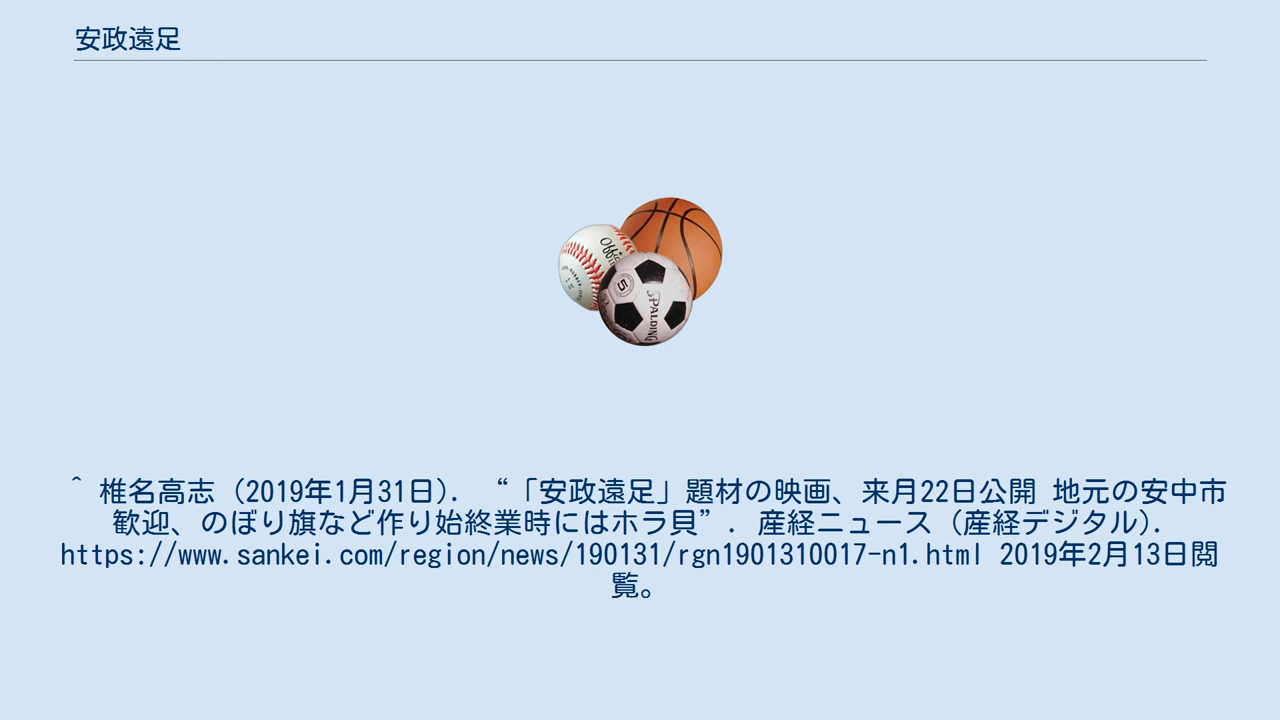 安政遠足
Offic
5
SPALDING
^ 椎名高志 (2019年1月31日). “「安政遠足」題材の映画、来月22日公開 地元の安中市
歓迎、のぼり旗など作り始終業時にはホラ貝”. 産経ニュース (産経デジタル).
https://www.sankei.com/region/news/190131/rgn1901310017-n1.html 2019年2月13日閲
覧。